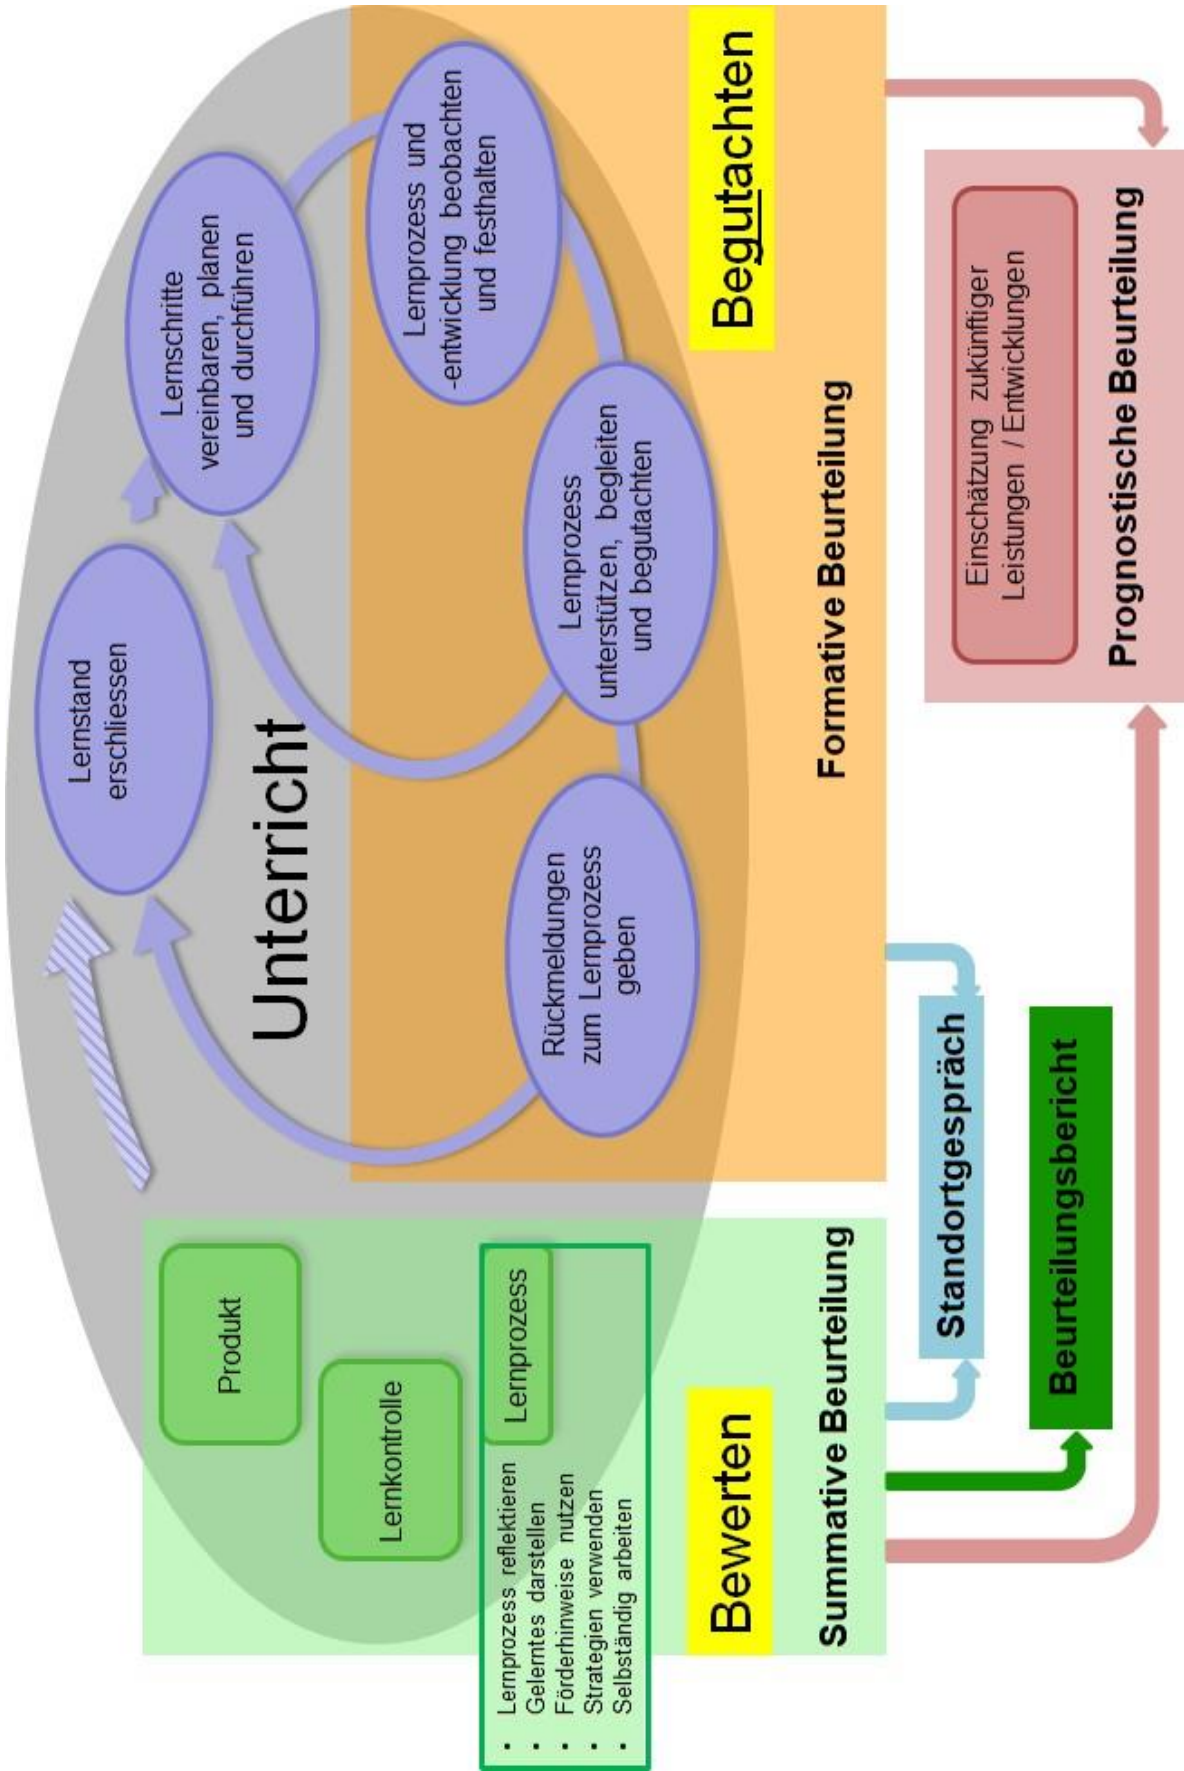 Lernstand
erschliessen
Lernschritte
vereinbaren, planen
und durchführen
Lernprozess und
-entwicklung beobachten
und festhalten
Lernprozess
unterstützen, begleiten
und begutachten
Rückmeldungen
zum Lernprozess
geben
Unterricht
Produkt
Lernkontrolle
Lernprozess
• Lernprozess reflektieren
• Gelerntes darstellen
• Förderhinweise nutzen
• Strategien verwenden
• Selbständig arbeiten
Bewerten
Begutachten
Summative Beurteilung
Formative Beurteilung
Standortgespräch
Beurteilungsbericht
Einschätzung zukünftiger
Leistungen / Entwicklungen
Prognostische Beurteilung